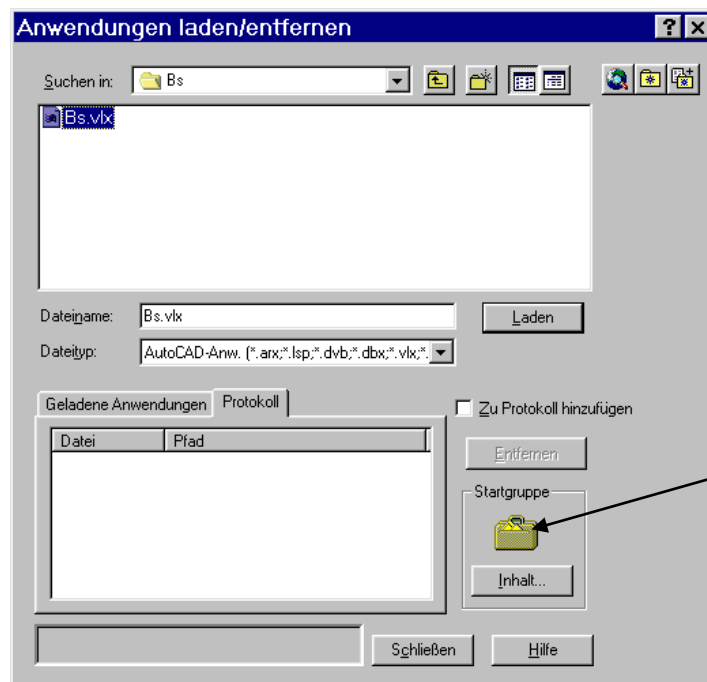 Anwendungen laden/entfernen
Suchen in: Bs
Bs.vlx
Dateiname: Bs.vlx Laden
Dateityp: AutoCAD-Anw. (*.arx;*.lsp;*.dvb;*.dbx;*.vlx;*.
Geladene Anwendungen Protokoll Zu Protokoll hinzufügen
Datei Pfad
Entfernen
Startgruppe
Inhalt...
Schließen Hilfe